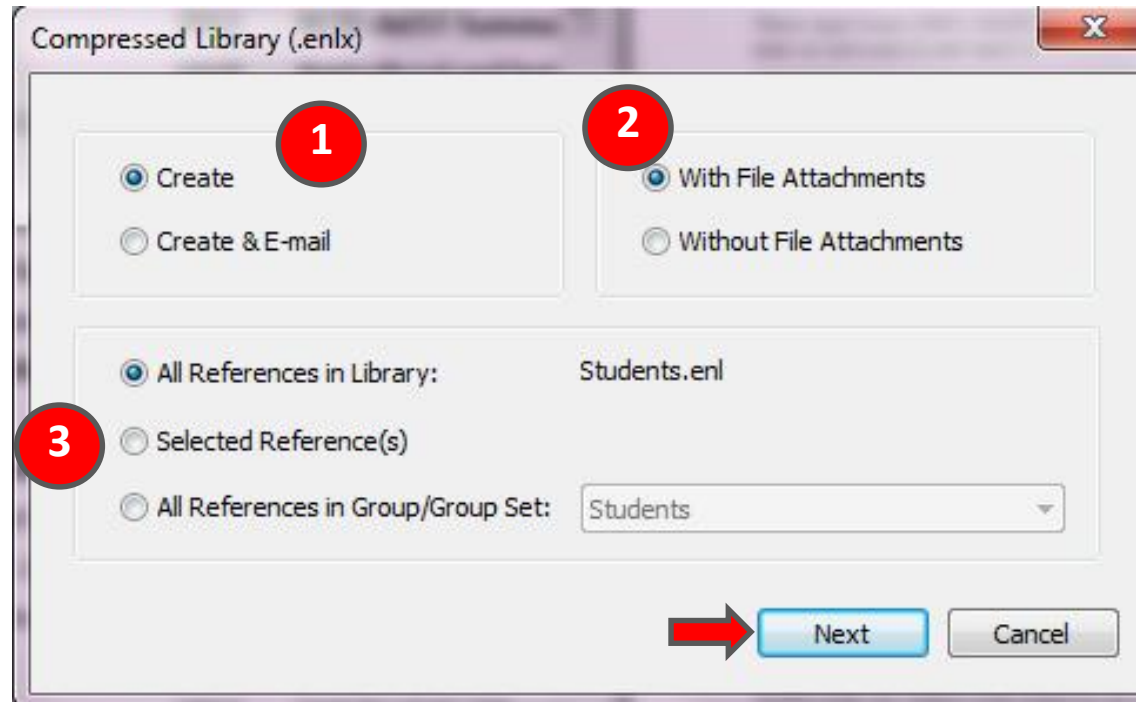 Compressed Library (.enlx)
1
2
Create
With File Attachments
Create & E-mail
Without File Attachments
All References in Library: Students.enl
3
Selected Reference(s)
All References in Group/Group Set: Students
Next
Cancel